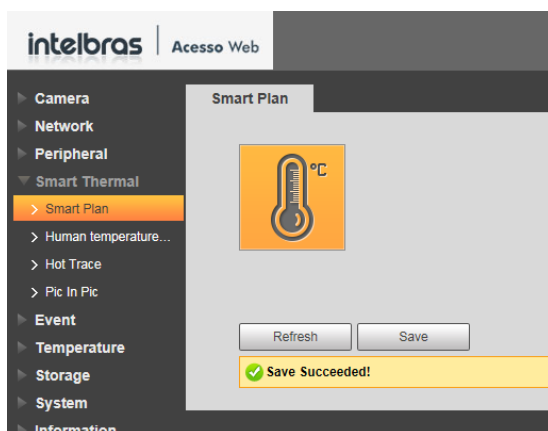 intelbras
Acesso Web
Camera
Network
Peripheral
Smart Thermal
Smart Plan
Human temperature...
Hot Trace
Pic In Pic
Event
Temperature
Storage
System
Information
Smart Plan
°C
Refresh
Save
Save Succeeded!